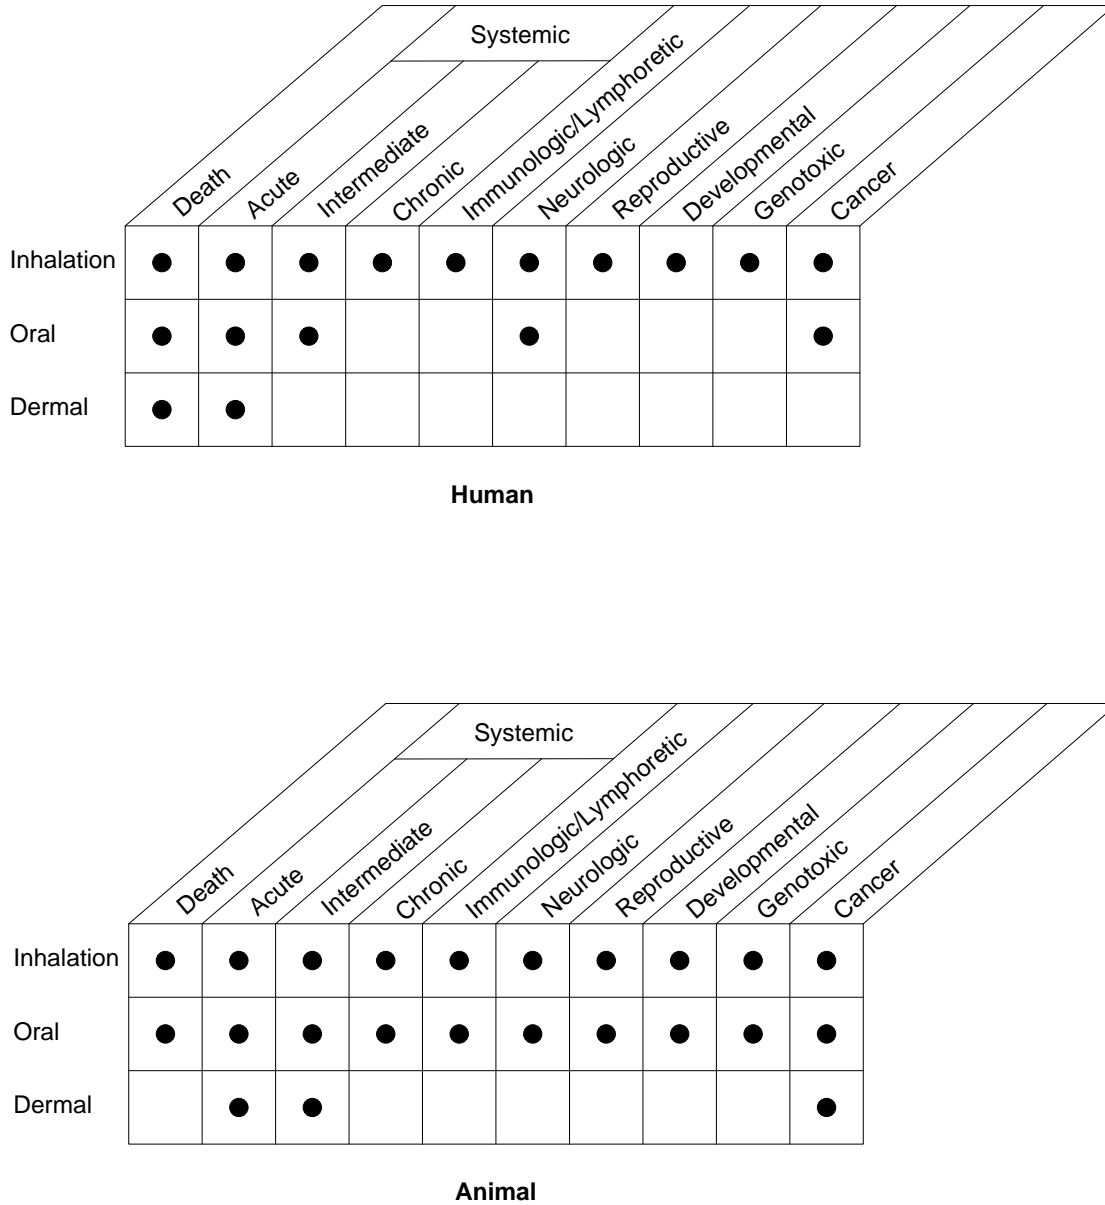 Systemic
Death
Acute
Intermediate
Chronic
Immunologic/Lymphoretic
Neurologic
Reproductive
Developmental
Genotoxic
Cancer
Inhalation
Oral
Dermal
Human
Systemic
Death
Acute
Intermediate
Chronic
Immunologic/Lymphoretic
Neurologic
Reproductive
Developmental
Genotoxic
Cancer
Inhalation
Oral
Dermal
Animal